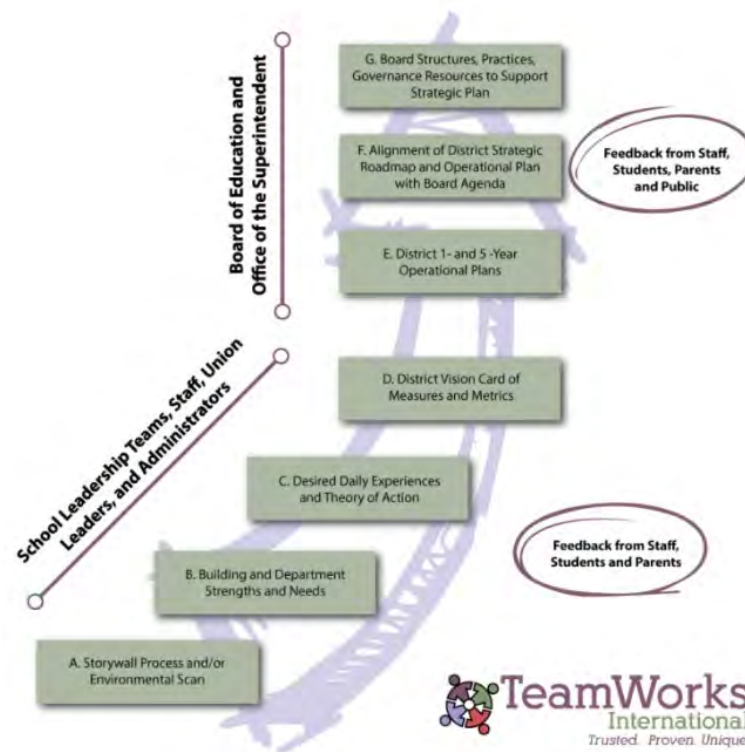 G. Board Structures, Practices,
Governance Resources to Support
Strategic Plan
Board of Education and
Office of the Superintendent
F. Alignment of District Strategic
Roadmap and Operational Plan
with Board Agenda
Feedback from Staff,
Students, Parents
and Public
E. District 1- and 5 -Year
Operational Plans
D. District Vision Card of
Measures and Metrics
School Leadership Teams, Staff, Union
Leaders, and Administrators
C. Desired Daily Experiences
and Theory of Action
Feedback from Staff,
Students and Parents
B. Building and Department
Strengths and Needs
A. Storywall Process and/or
Environmental Scan
TeamWorks
International
Trusted. Proven. Unique